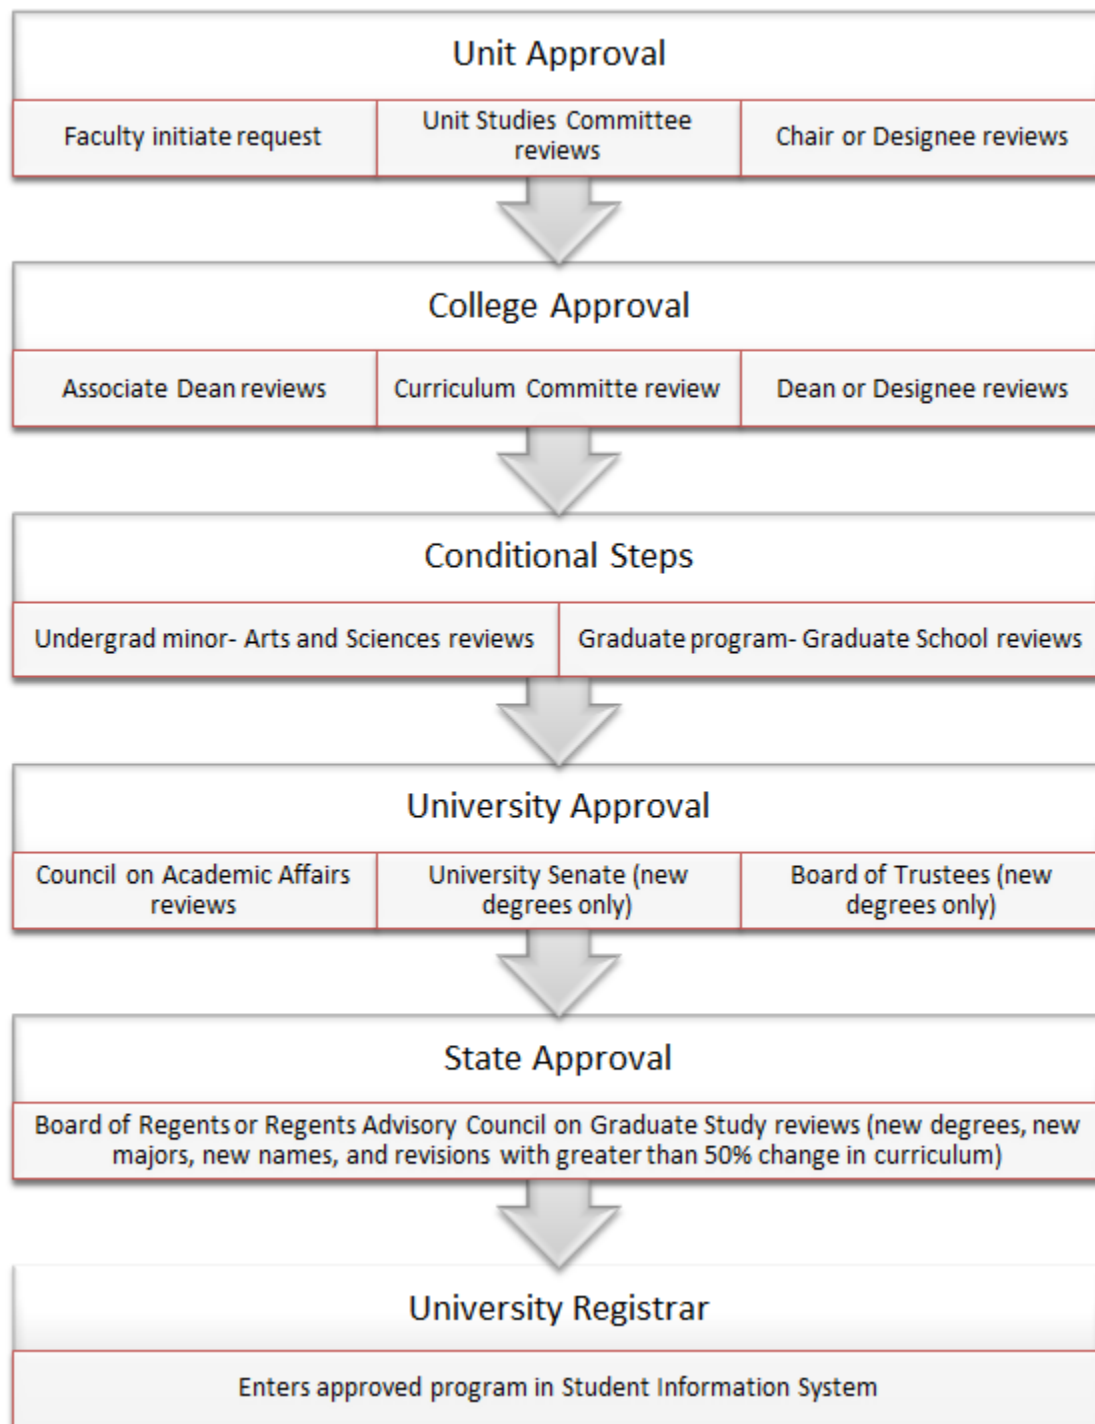 Unit Approval
Faculty initiate request
Unit Studies Committee
reviews
Chair or Designee reviews
College Approval
Associate Dean reviews
Curriculum Committe review
Dean or Designee reviews
Conditional Steps
Undergrad minor- Arts and Sciences reviews
Graduate program- Graduate School reviews
University Approval
Council on Academic Affairs
reviews
University Senate (new
degrees only)
Board of Trustees (new
degrees only)
State Approval
Board of Regents or Regents Advisory Council on Graduate Study reviews (new degrees, new
majors, new names, and revisions with greater than 50% change in curriculum)
University Registrar
Enters approved program in Student Information System